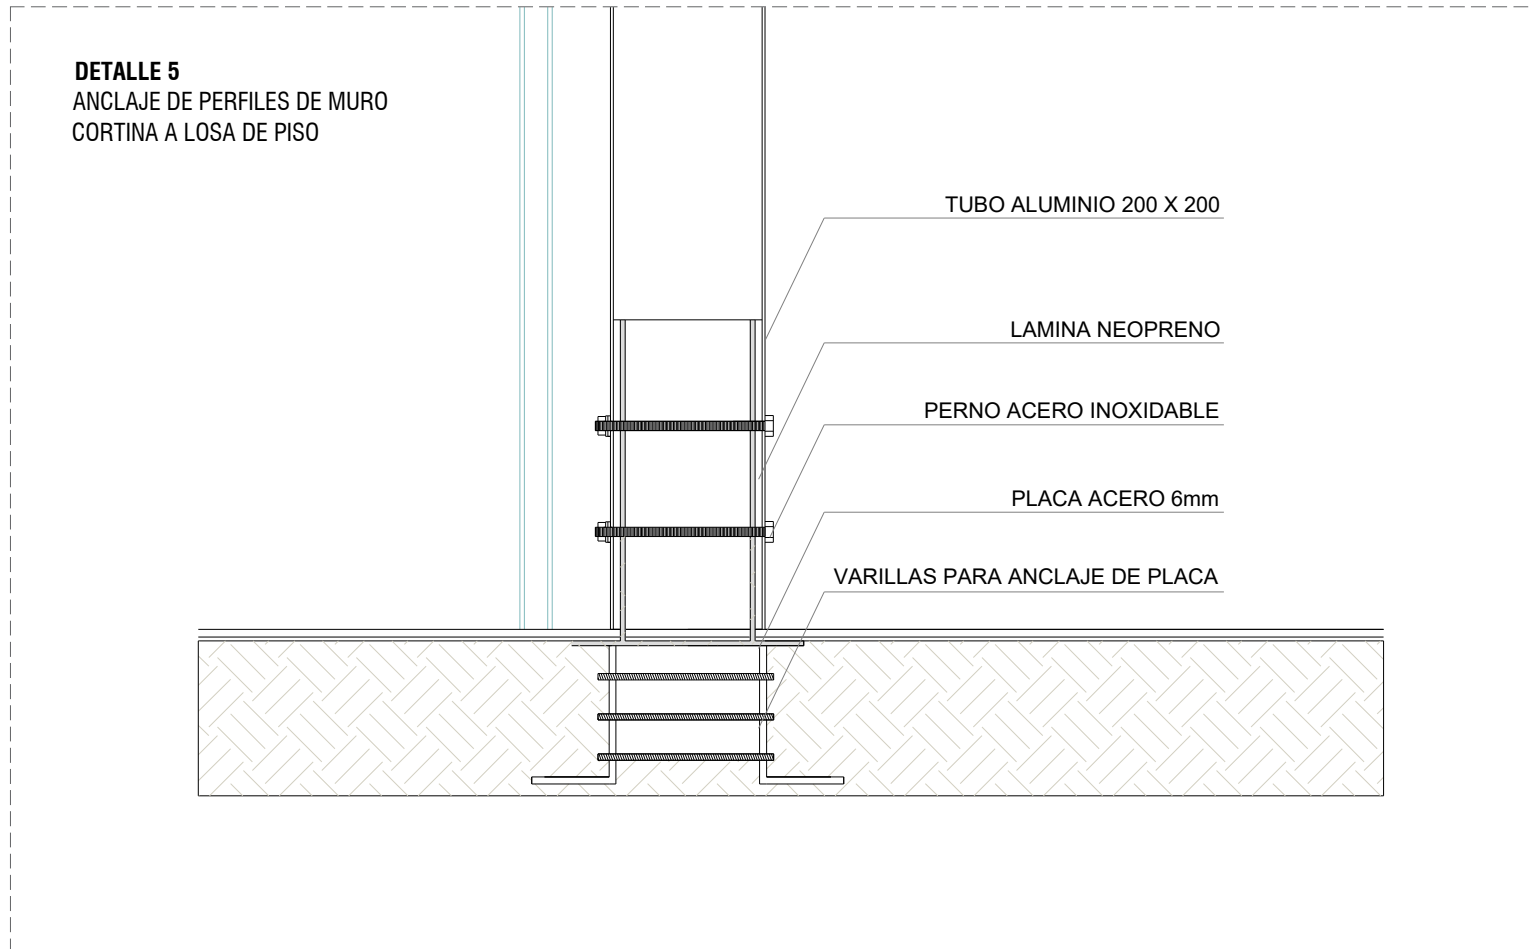 DETALLE 5
ANCLAJE DE PERFILES DE MURO
CORTINA A LOSA DE PISO
TUBO ALUMINIO 200 X 200
LAMINA NEOPRENO
PERNO ACERO INOXIDABLE
PLACA ACERO 6mm
VARILLAS PARA ANCLAJE DE PLACA